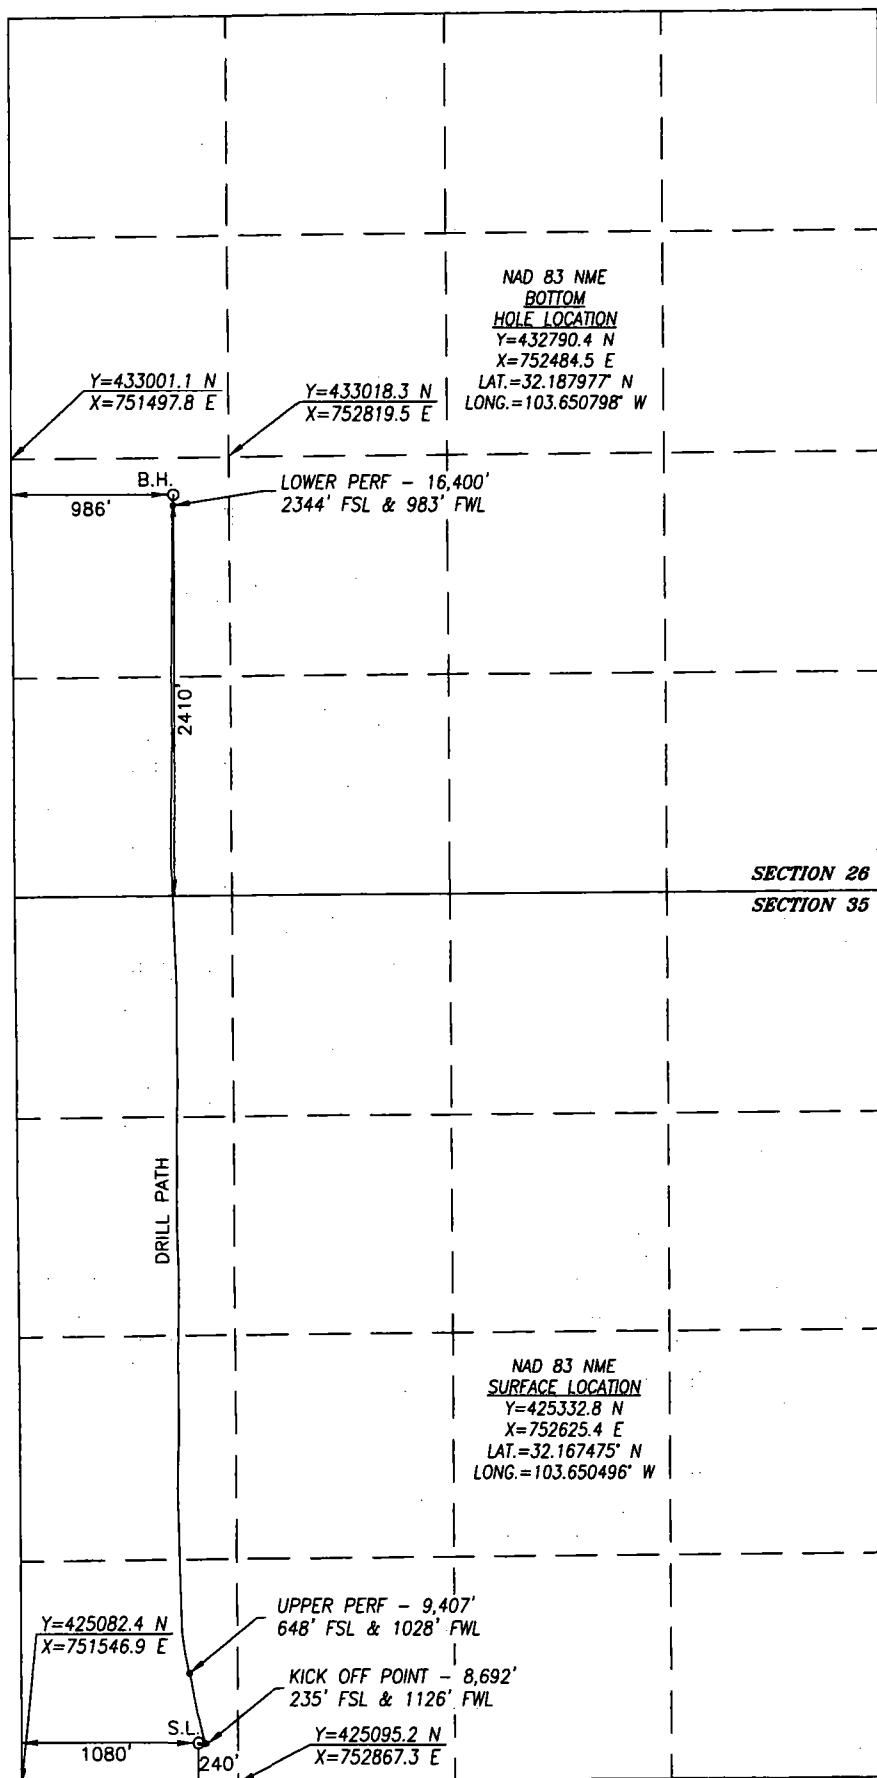 NAD 83 NME
BOTTOM
HOLE LOCATION
Y=432790.4 N
X=752484.5 E
LAT.=32.187977° N
LONG.=103.650798° W
Y=433001.1 N
X=751497.8 E
Y=433018.3 N
X=752819.5 E
B.H.
986'
LOWER PERF - 16,400'
2344' FSL & 983' FWL
2410'
SECTION 26
SECTION 35
DRILL PATH
NAD 83 NME
SURFACE LOCATION
Y=425332.8 N
X=752625.4 E
LAT.=32.167475° N
LONG.=103.650496° W
UPPER PERF - 9,407'
648' FSL & 1028' FWL
Y=425082.4 N
X=751546.9 E
KICK OFF POINT - 8,692'
235' FSL & 1126' FWL
S.L.
1080'
240'
Y=425095.2 N
X=752867.3 E